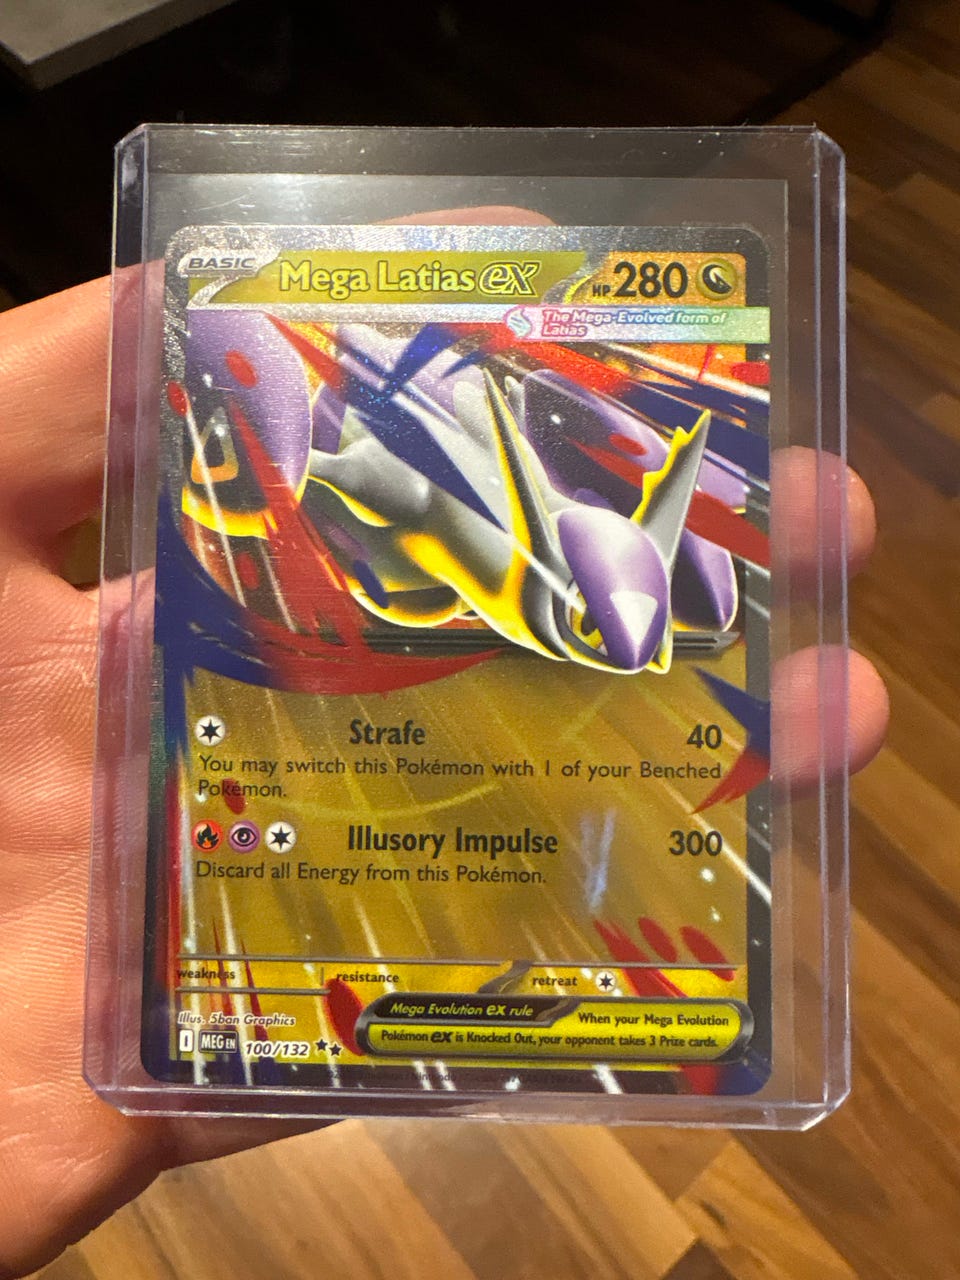 BASIC
Mega Latias ex
HP 280
The Mega-Evolved form of
Latias
Strafe 40
You may switch this Pokémon with 1 of your Benched
Pokémon.
Illusory Impulse 300
Discard all Energy from this Pokémon.
weakness resistance retreat
Illus. 5ban Graphics
I MEG EN 100/132
Mega Evolution ex rule When your Mega Evolution
Pokémon ex is Knocked Out, your opponent takes 3 Prize cards.